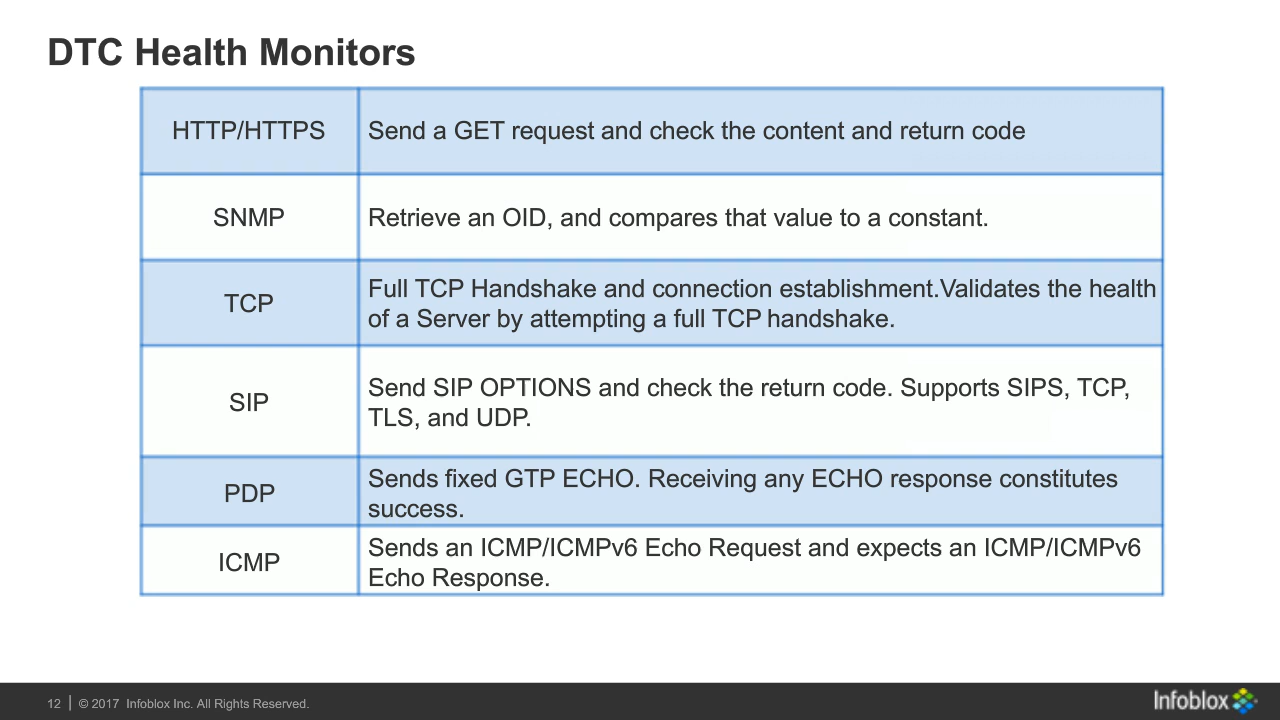 DTC Health Monitors
HTTP/HTTPS
Send a GET request and check the content and return code
SNMP
Retrieve an OID, and compares that value to a constant.
TCP
Full TCP Handshake and connection establishment.Validates the health
of a Server by attempting a full TCP handshake.
SIP
Send SIP OPTIONS and check the return code. Supports SIPS, TCP,
TLS, and UDP.
PDP
Sends fixed GTP ECHO. Receiving any ECHO response constitutes
success.
ICMP
Sends an ICMP/ICMPv6 Echo Request and expects an ICMP/ICMPv6
Echo Response.
12 | © 2017 Infoblox Inc. All Rights Reserved.
Infoblox